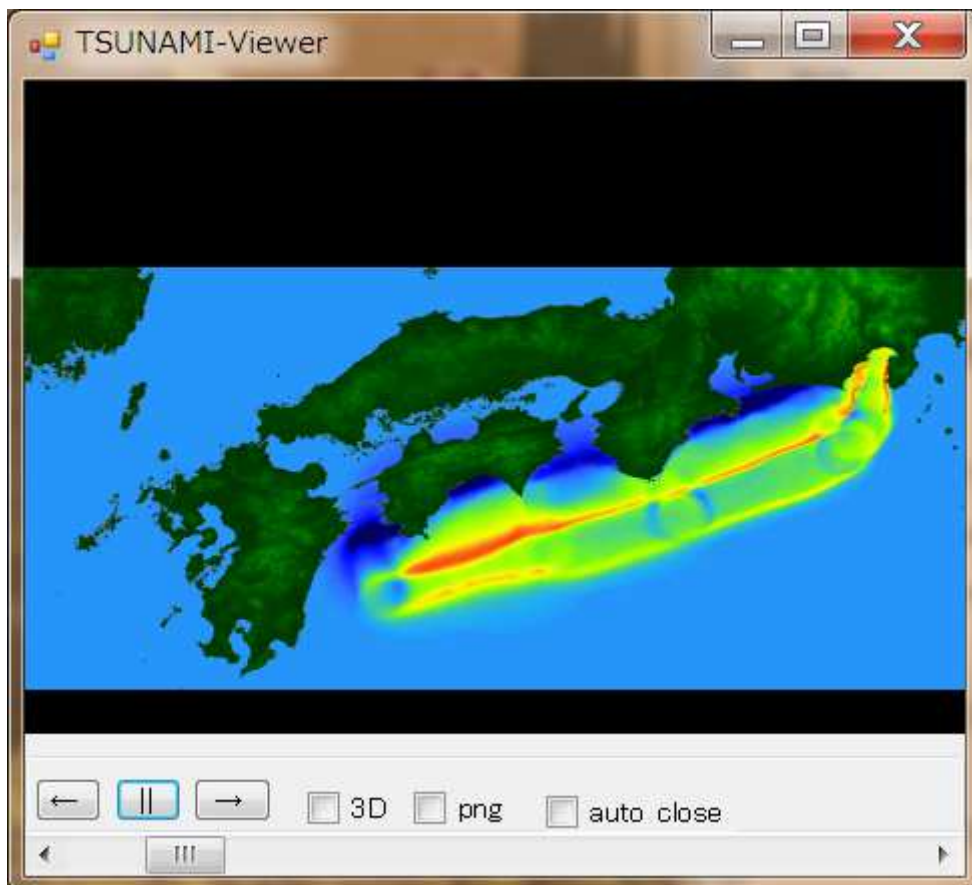 TSUNAMI-Viewer
← || →
3D png auto close